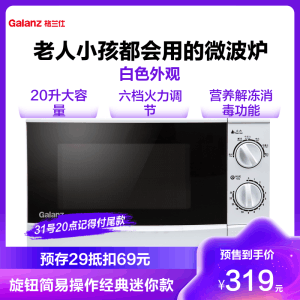 Galanz 格兰仕
老人小孩都会用的微波炉
白色外观
20升大容量
六档火力调节
营养解冻消毒功能
Galanz
31号20点记得付尾款
预存29抵扣69元
旋钮简易操作经典迷你款
预售到手价
¥319元